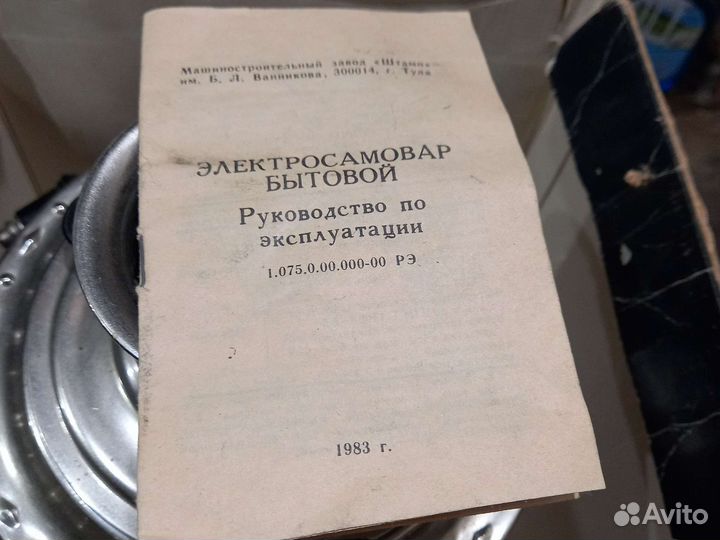 Машиностроительный завод «Штамп»
им. Б. Л. Ванникова, 300014, г. Тула
ЭЛЕКТРОСАМОВАР
БЫТОВОЙ
Руководство по
эксплуатации
1.075.0.00.000-00 РЭ
1983 г.
Avito